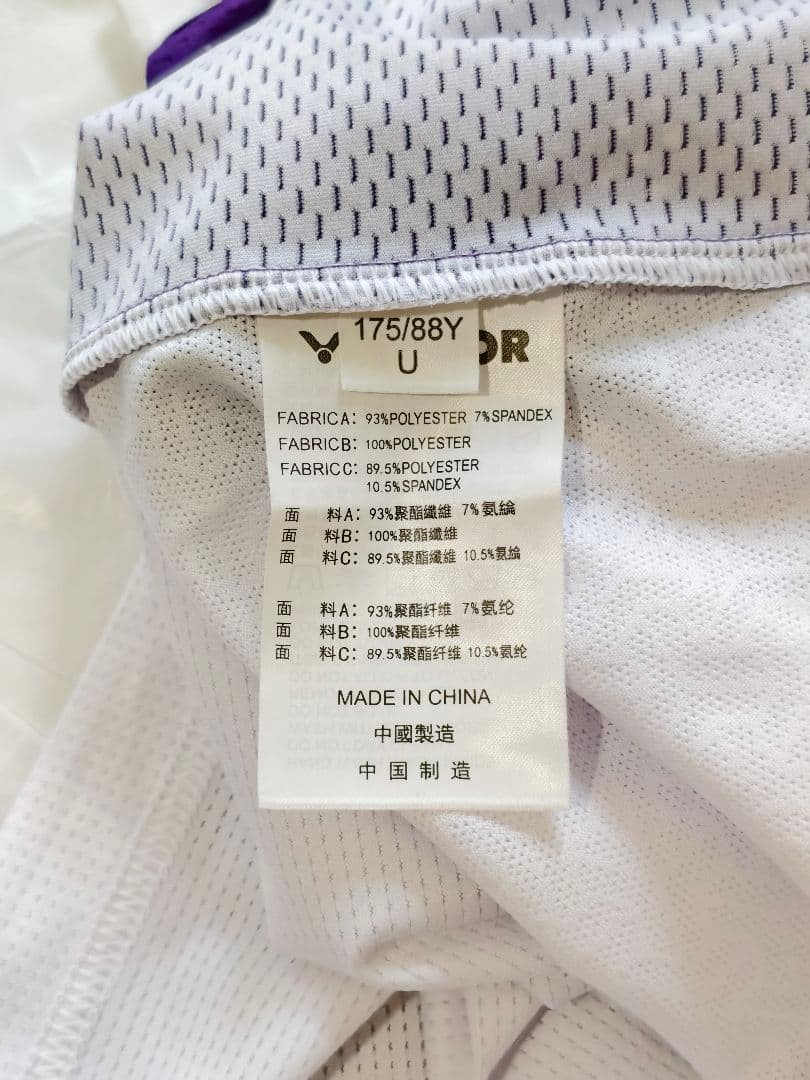 175/88Y
U
FABRICA: 93%POLYESTER 7%SPANDEX
FABRICB: 100%POLYESTER
FABRICC: 89.5%POLYESTER
10.5%SPANDEX
面 料A: 93%聚酯纖維 7%氨綸
面 料B: 100%聚酯纖維
面 料C: 89.5%聚酯纖維 10.5%氨綸
面 料A: 93%聚酯纤维 7%氨纶
面 料B: 100%聚酯纤维
面 料C: 89.5%聚酯纤维 10.5%氨纶
MADE IN CHINA
中國製造
中国制造